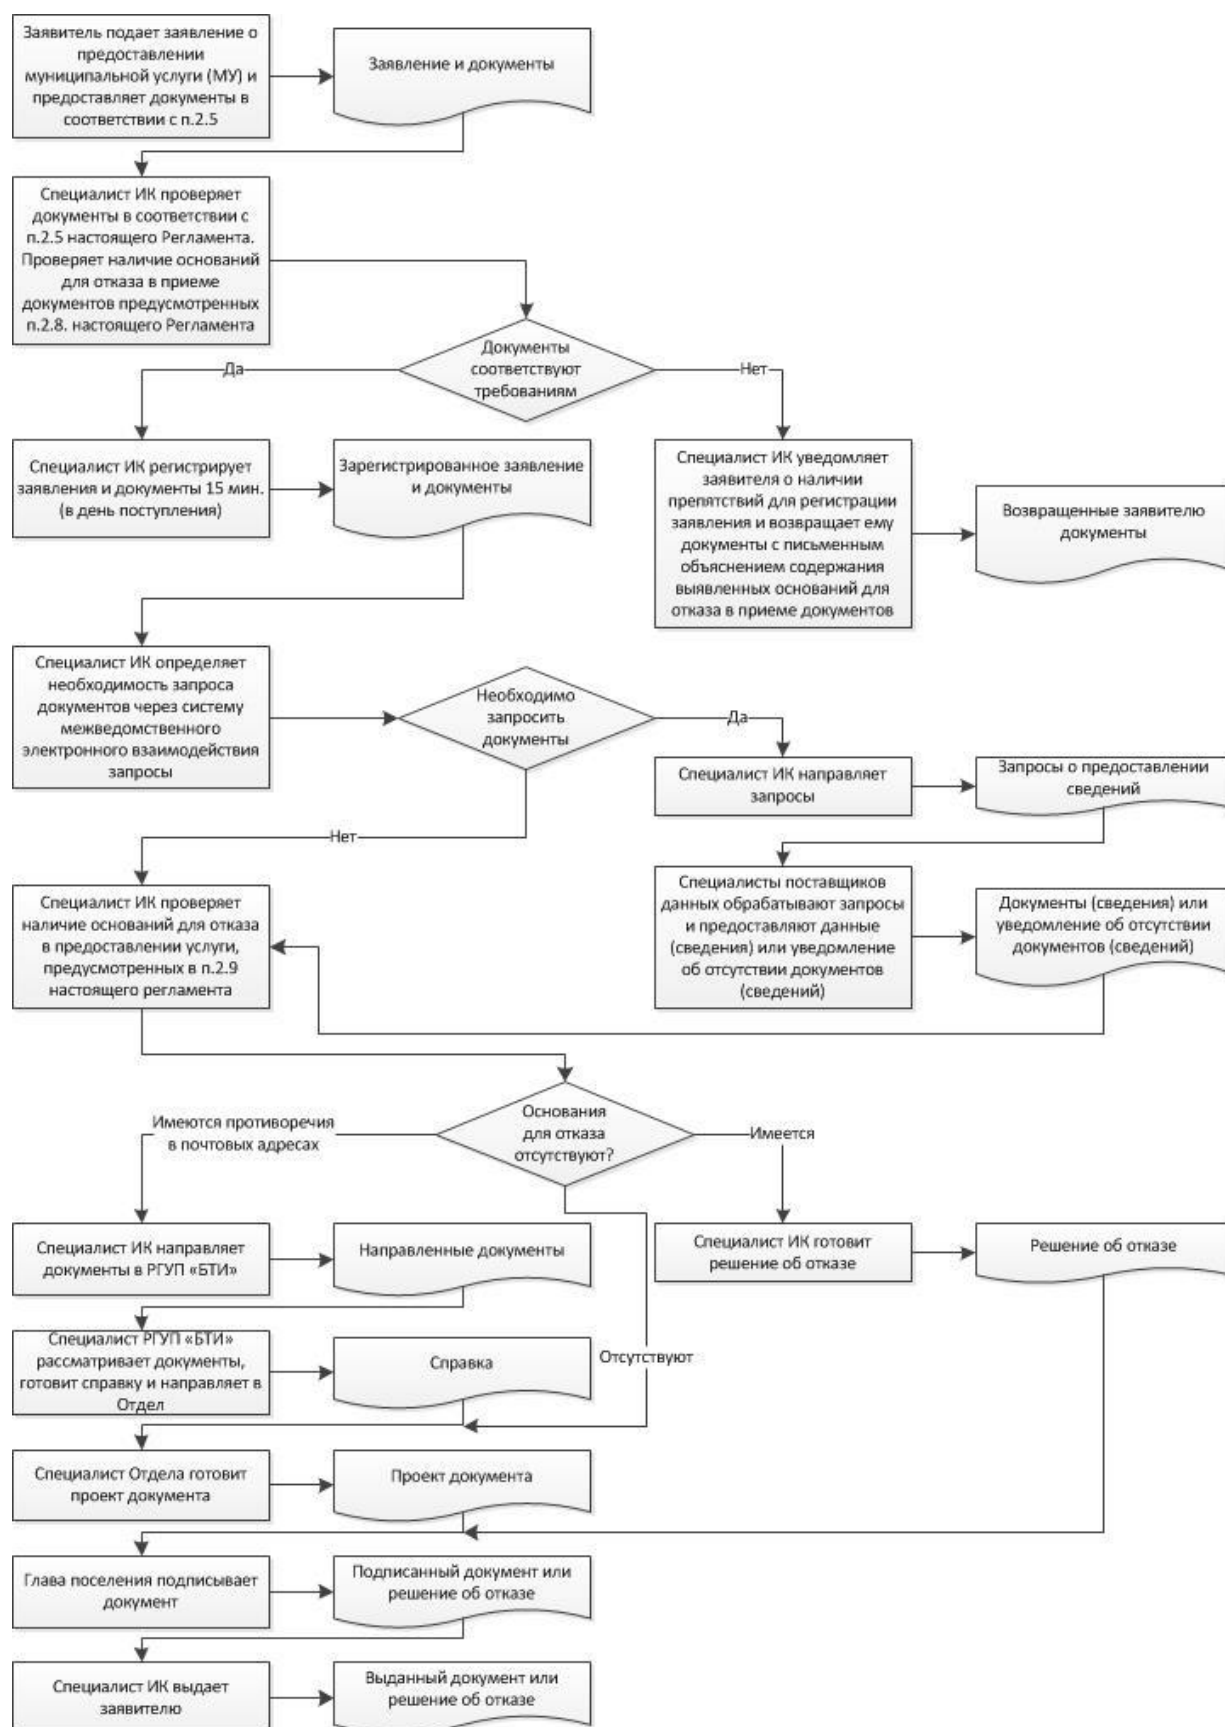 Заявитель подает заявление о
предоставлении
муниципальной услуги (МУ) и
предоставляет документы в
соответствии с п.2.5
Заявление и документы
Специалист ИК проверяет
документы в соответствии с
п.2.5 настоящего Регламента.
Проверяет наличие оснований
для отказа в приеме
документов предусмотренных
п.2.8. настоящего Регламента
Документы
соответствуют
требованиям
Да
Нет
Специалист ИК регистрирует
заявления и документы 15 мин.
(в день поступления)
Зарегистрированное заявление
и документы
Специалист ИК уведомляет
заявителя о наличии
препятствий для регистрации
заявления и возвращает ему
документы с письменным
объяснением содержания
выявленных оснований для
отказа в приеме документов
Возвращенные заявителю
документы
Специалист ИК определяет
необходимость запроса
документов через систему
межведомственного
электронного взаимодействия
запросы
Необходимо
запросить
документы
Да
Специалист ИК направляет
запросы
Запросы о предоставлении
сведений
Нет
Специалист ИК проверяет
наличие оснований для отказа
в предоставлении услуги,
предусмотренных в п.2.9
настоящего регламента
Специалисты поставщиков
данных обрабатывают запросы
и предоставляют данные
(сведения) или уведомление
об отсутствии документов
(сведений)
Документы (сведения) или
уведомление об отсутствии
документов (сведений)
Основания
для отказа
отсутствуют?
Имеются противоречия
в почтовых адресах
Имеется
Специалист ИК направляет
документы в РГУП «БТИ»
Направленные документы
Специалист ИК готовит
решение об отказе
Решение об отказе
Специалист РГУП «БТИ»
рассматривает документы,
готовит справку и направляет в
Отдел
Справка
Отсутствуют
Специалист Отдела готовит
проект документа
Проект документа
Глава поселения подписывает
документ
Подписанный документ или
решение об отказе
Специалист ИК выдает
заявителю
Выданный документ или
решение об отказе